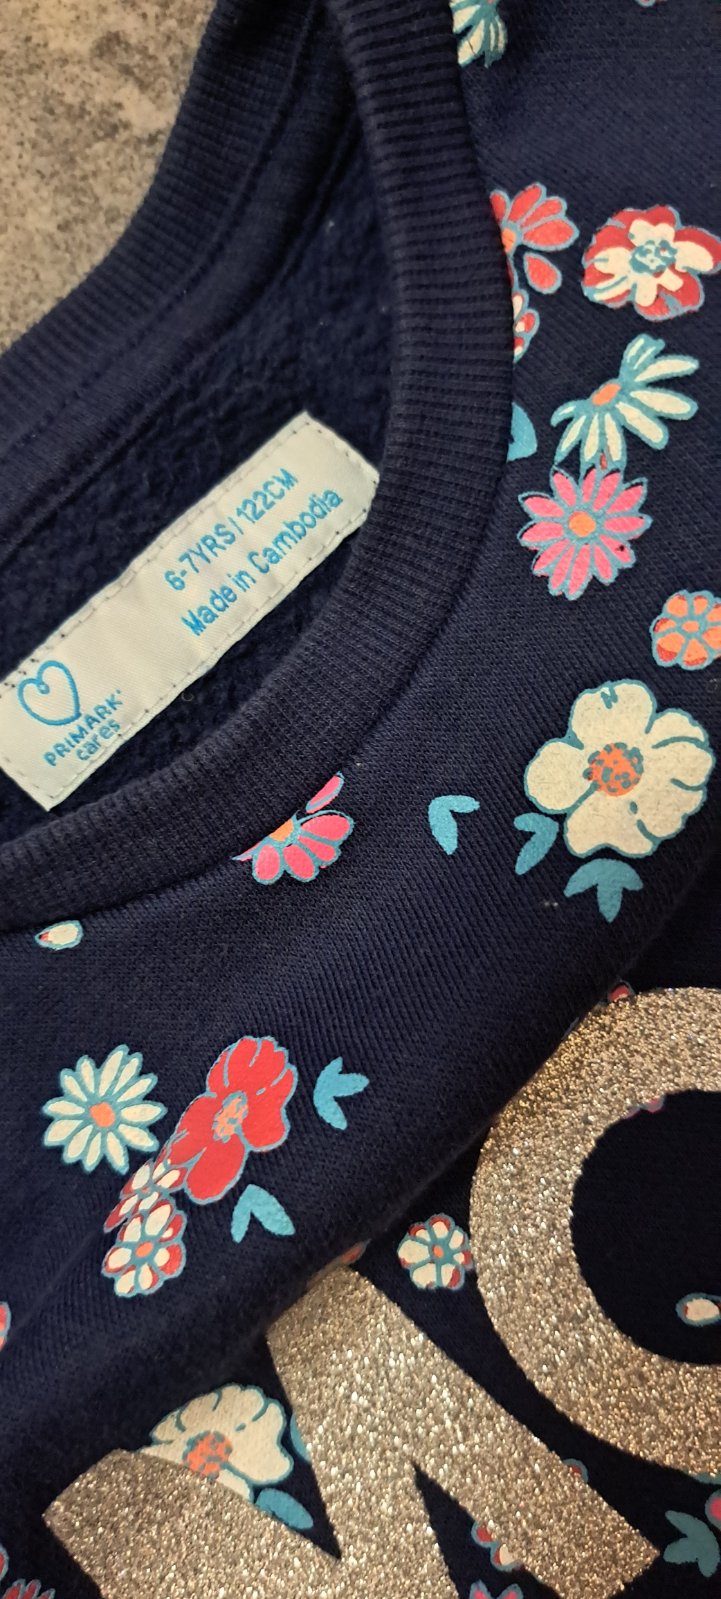 PRIMARK
cares
6-7YRS/122CM
Made in Cambodia